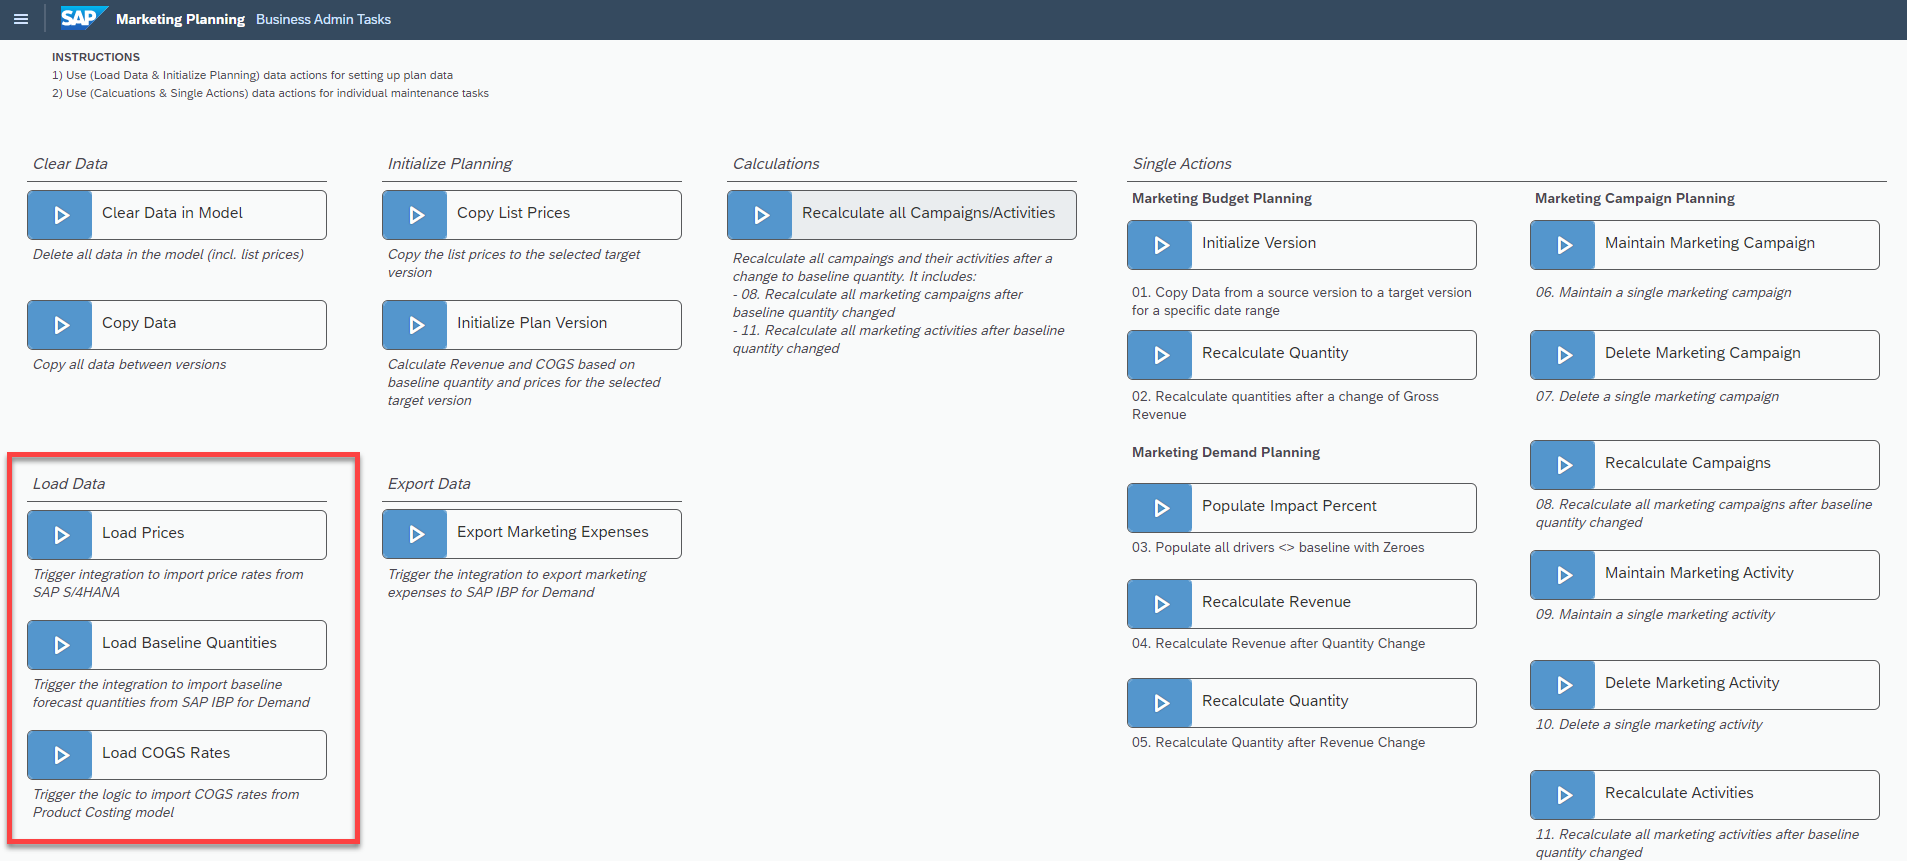 SAP Marketing Planning Business Admin Tasks
INSTRUCTIONS
1) Use (Load Data & Initialize Planning) data actions for setting up plan data
2) Use (Calcuations & Single Actions) data actions for individual maintenance tasks
Clear Data
Clear Data in Model
Delete all data in the model (incl. list prices)
Copy Data
Copy all data between versions
Load Data
Load Prices
Trigger integration to import price rates from
SAP S/4HANA
Load Baseline Quantities
Trigger the integration to import baseline
forecast quantities from SAP IBP for Demand
Load COGS Rates
Trigger the logic to import COGS rates from
Product Costing model
Initialize Planning
Copy List Prices
Copy the list prices to the selected target
version
Initialize Plan Version
Calculate Revenue and COGS based on
baseline quantity and prices for the selected
target version
Export Data
Export Marketing Expenses
Trigger the integration to export marketing
expenses to SAP IBP for Demand
Calculations
Recalculate all Campaigns/Activities
Recalculate all campaings and their activities after a
change to baseline quantity. It includes:
- 08. Recalculate all marketing campaigns after
baseline quantity changed
- 11. Recalculate all marketing activities after baseline
quantity changed
Single Actions
Marketing Budget Planning
Initialize Version
01. Copy Data from a source version to a target version
for a specific date range
Recalculate Quantity
02. Recalculate quantities after a change of Gross
Revenue
Marketing Demand Planning
Populate Impact Percent
03. Populate all drivers <> baseline with Zeroes
Recalculate Revenue
04. Recalculate Revenue after Quantity Change
Recalculate Quantity
05. Recalculate Quantity after Revenue Change
Marketing Campaign Planning
Maintain Marketing Campaign
06. Maintain a single marketing campaign
Delete Marketing Campaign
07. Delete a single marketing campaign
Recalculate Campaigns
08. Recalculate all marketing campaigns after baseline
quantity changed
Maintain Marketing Activity
09. Maintain a single marketing activity
Delete Marketing Activity
10. Delete a single marketing activity
Recalculate Activities
11. Recalculate all marketing activities after baseline
quantity changed